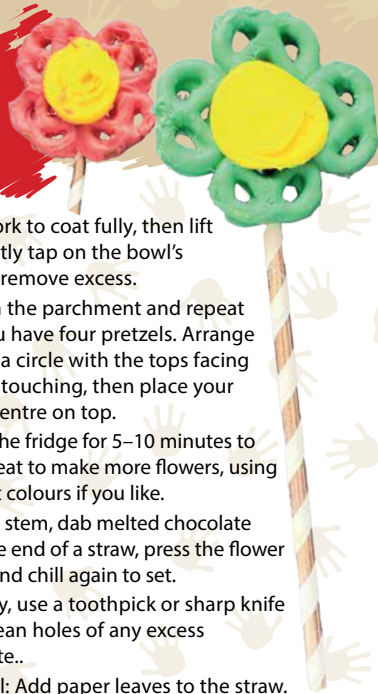 ork to coat fully, then lift
tly tap on the bowl’s
remove excess.
n the parchment and repeat
u have four pretzels. Arrange
a circle with the tops facing
touching, then place your
entre on top.
he fridge for 5–10 minutes to
eat to make more flowers, using
t colours if you like.
stem, dab melted chocolate
e end of a straw, press the flower
nd chill again to set.
y, use a toothpick or sharp knife
ean holes of any excess
te..
l: Add paper leaves to the straw.